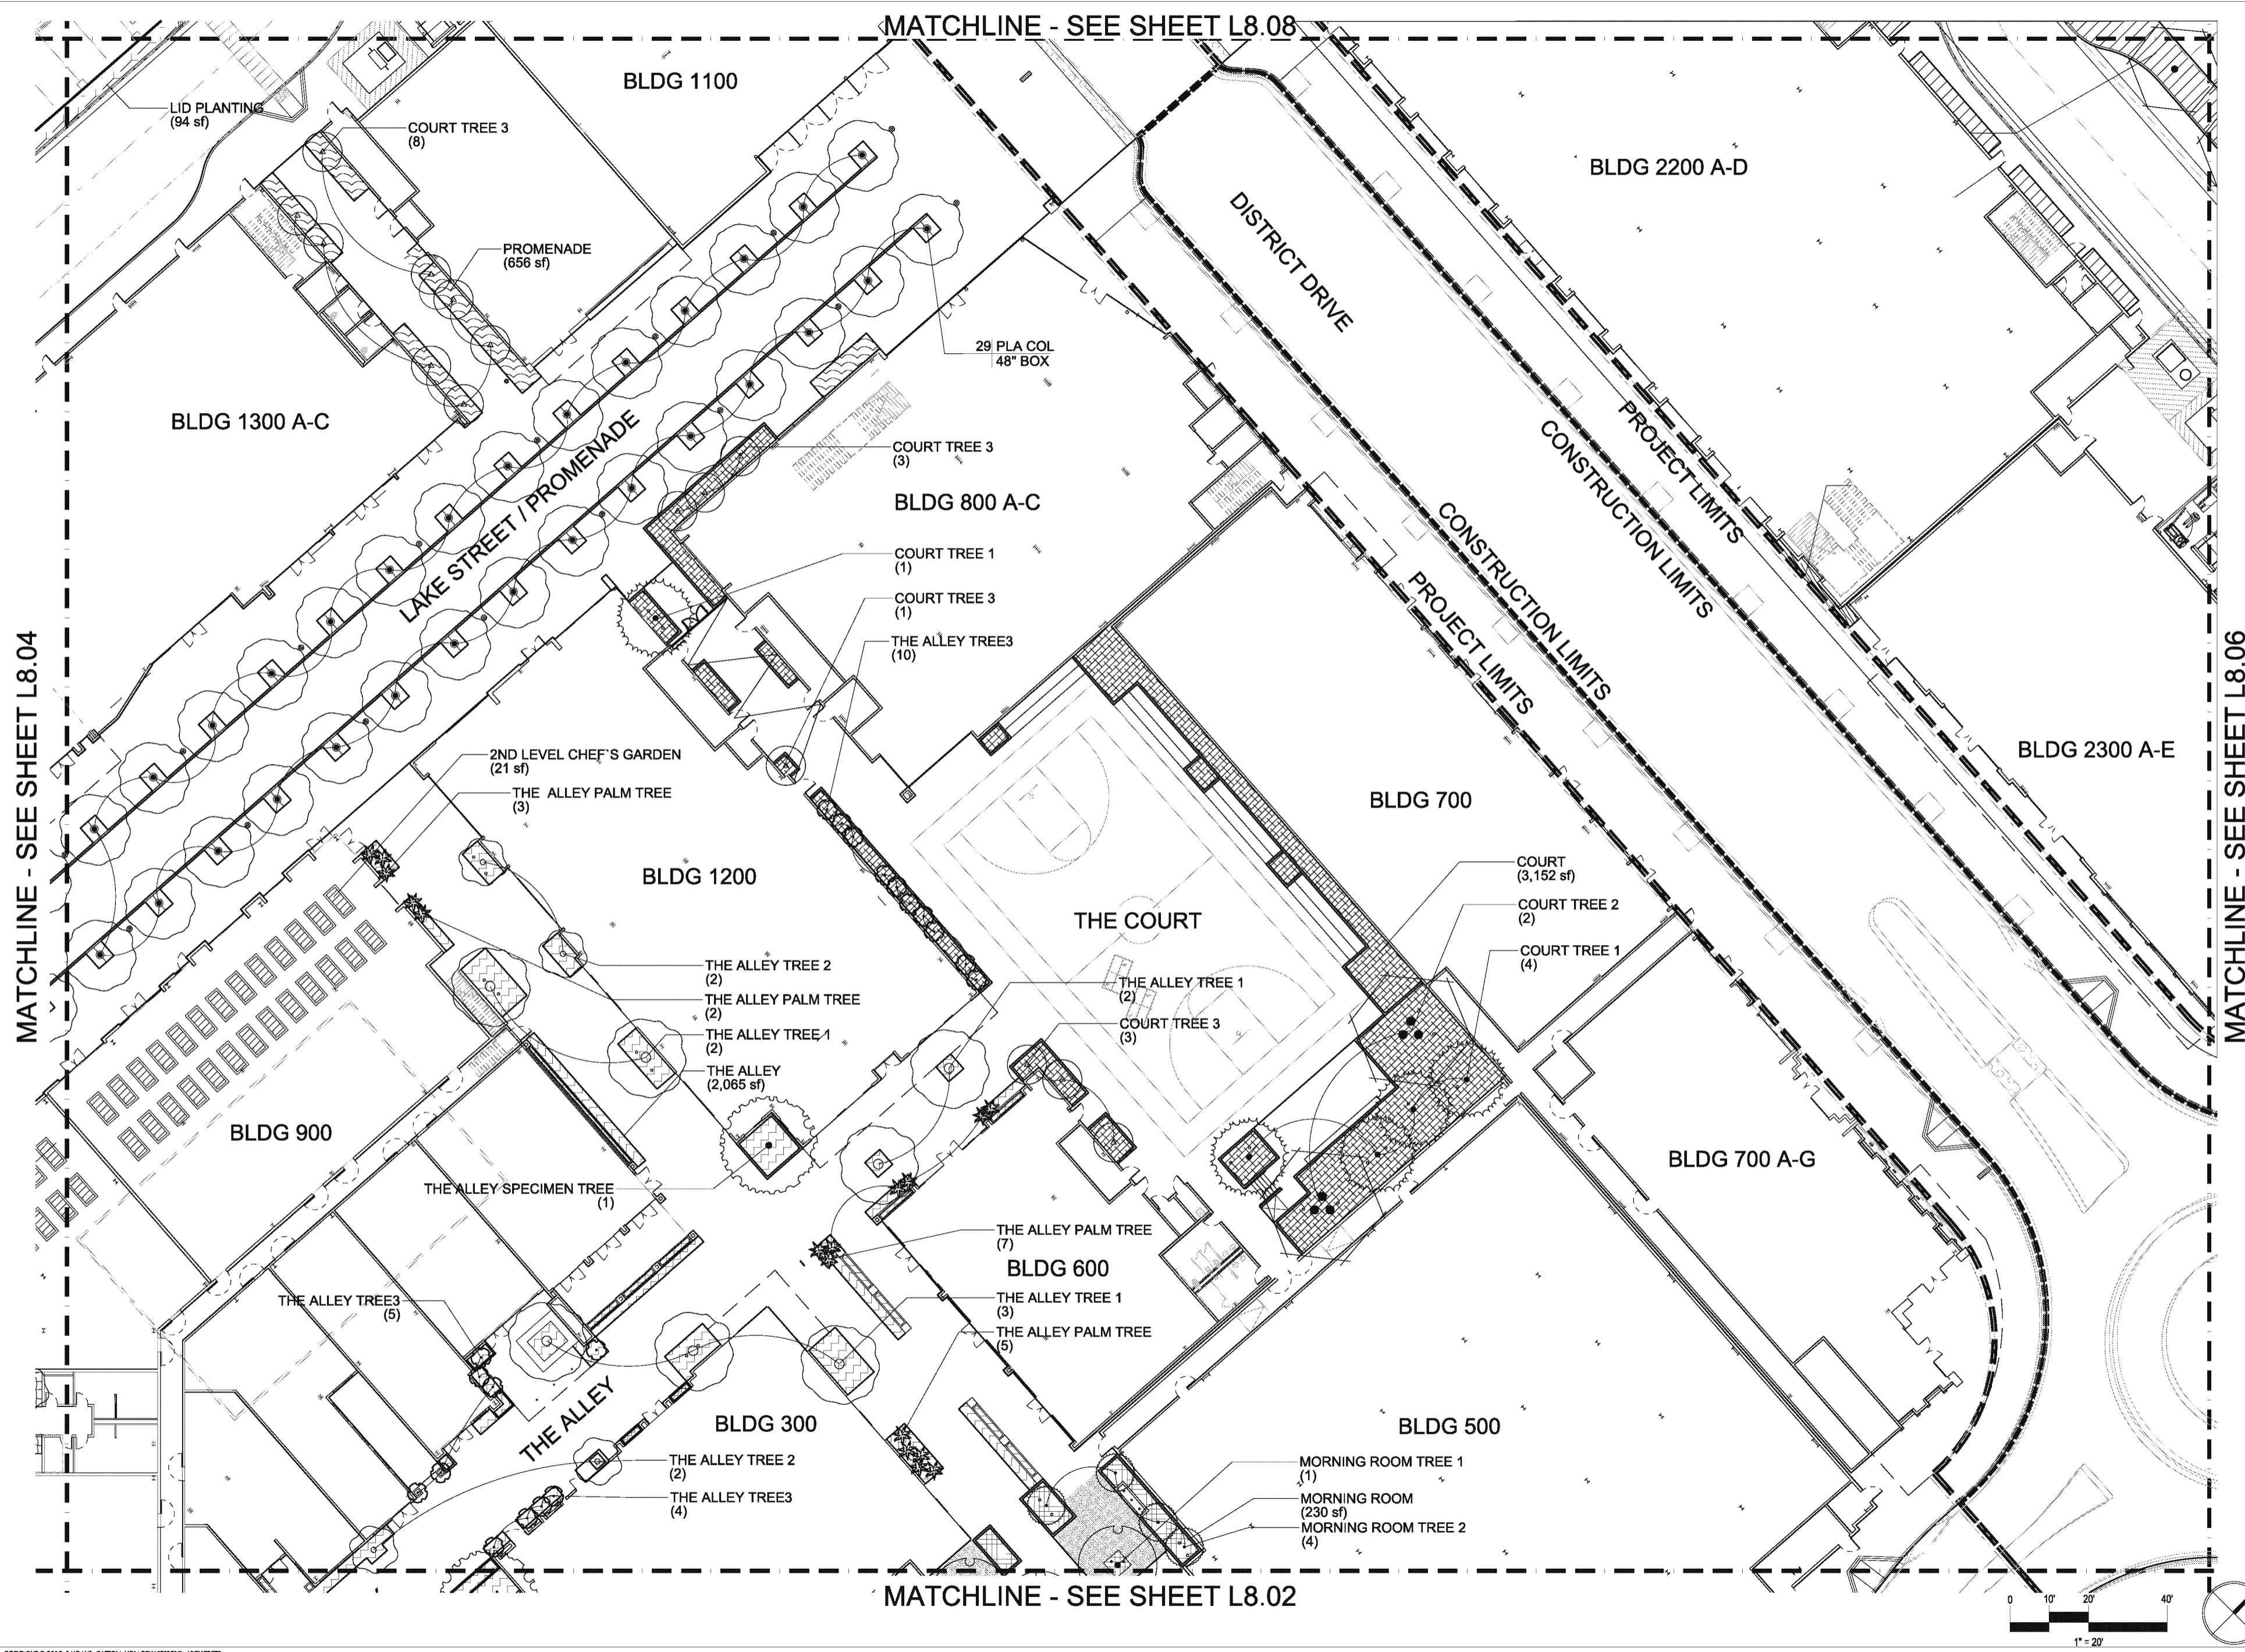 MATCHLINE - SEE SHEET L8.08
BLDG 1100
LID PLANTING
(94 sf)
COURT TREE 3
(8)
BLDG 2200 A-D
DISTRICT DRIVE
PROMENADE
(656 sf)
29 PLA COL
48" BOX
BLDG 1300 A-C
LAKE STREET / PROMENADE
COURT TREE 3
(3)
BLDG 800 A-C
PROJECT LIMITS
CONSTRUCTION LIMITS
CONSTRUCTION LIMITS
PROJECT LIMITS
COURT TREE 1
(1)
COURT TREE 3
(1)
THE ALLEY TREE3
(10)
MATCHLINE - SEE SHEET L8.04
MATCHLINE - SEE SHEET L8.06
2ND LEVEL CHEF`S GARDEN
(21 sf)
THE ALLEY PALM TREE
(3)
BLDG 2300 A-E
BLDG 700
BLDG 1200
COURT
(3,152 sf)
THE COURT
COURT TREE 2
(2)
COURT TREE 1
(4)
THE ALLEY TREE 2
(2)
THE ALLEY PALM TREE
(2)
THE ALLEY TREE 1
(2)
THE ALLEY TREE 1
(2)
COURT TREE 3
(3)
THE ALLEY
(2,065 sf)
BLDG 900
BLDG 700 A-G
THE ALLEY SPECIMEN TREE
(1)
THE ALLEY PALM TREE
(7)
BLDG 600
THE ALLEY TREE3
(5)
THE ALLEY TREE 1
(3)
THE ALLEY PALM TREE
(5)
THE ALLEY
BLDG 300
BLDG 500
THE ALLEY TREE 2
(2)
THE ALLEY TREE3
(4)
MORNING ROOM TREE 1
(1)
MORNING ROOM
(230 sf)
MORNING ROOM TREE 2
(4)
MATCHLINE - SEE SHEET L8.02
0 10' 20' 40'
1" = 20'